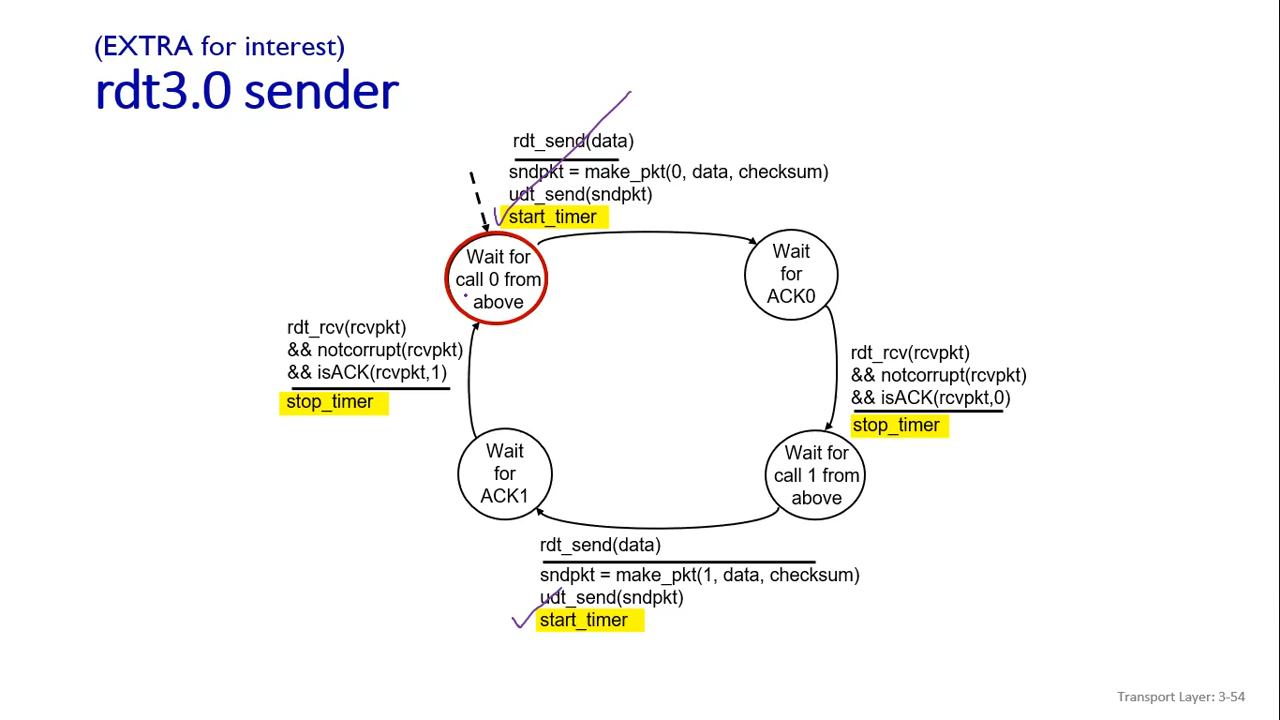 (EXTRA for interest)
rdt3.0 sender
rdt_send(data)
sndpkt = make_pkt(0, data, checksum)
udt_send(sndpkt)
start_timer
Wait for
call 0 from
above
Wait
for
ACK0
rdt_rcv(rcvpkt)
&& notcorrupt(rcvpkt)
&& isACK(rcvpkt,1)
stop_timer
rdt_rcv(rcvpkt)
&& notcorrupt(rcvpkt)
&& isACK(rcvpkt,0)
stop_timer
Wait
for
ACK1
Wait for
call 1 from
above
rdt_send(data)
sndpkt = make_pkt(1, data, checksum)
udt_send(sndpkt)
start_timer
Transport Layer: 3-54